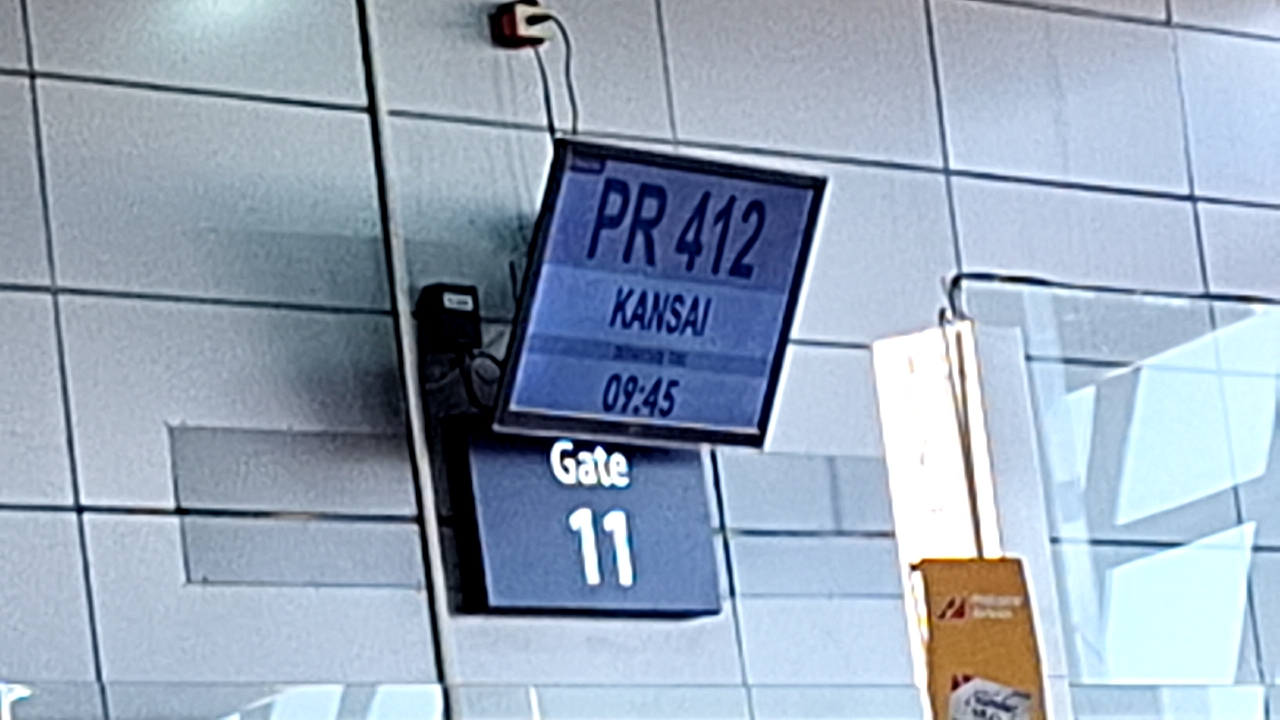 PR 412
KANSAI
09:45
Gate
11